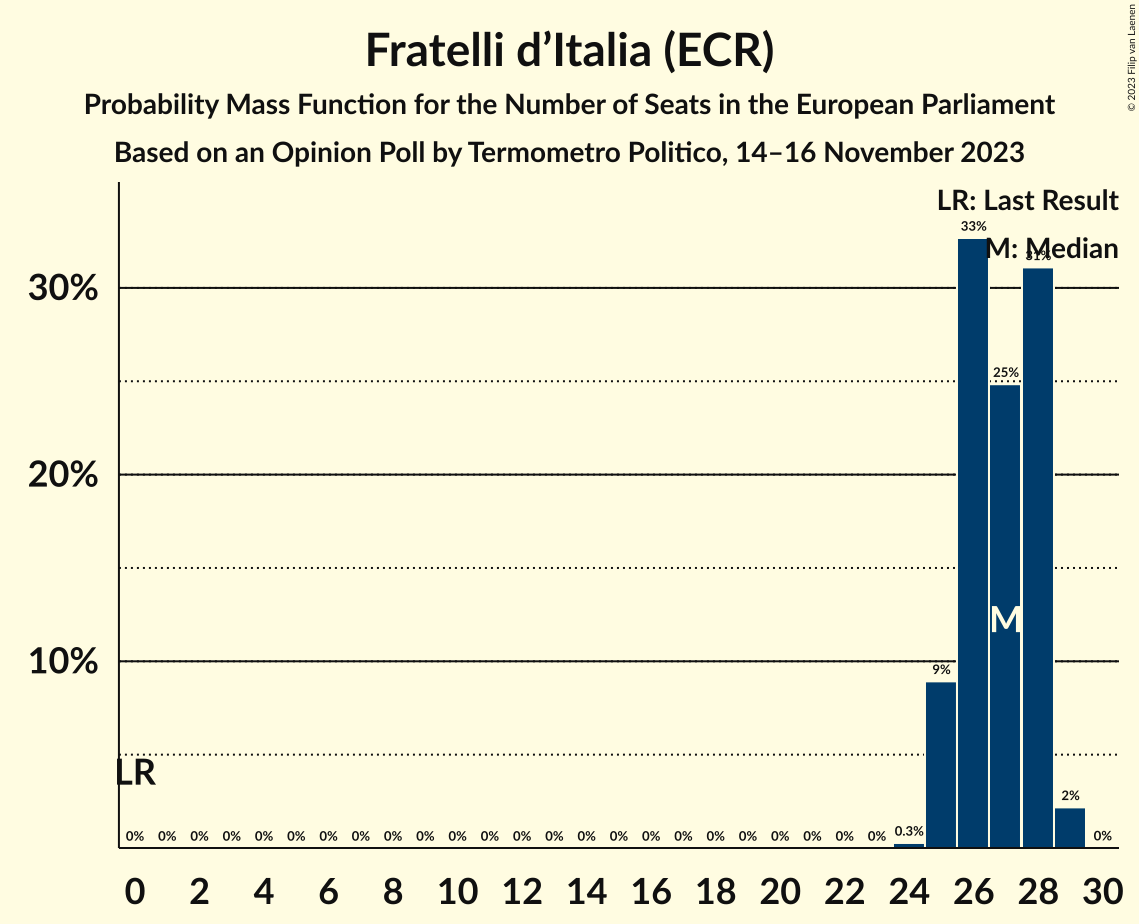 © 2023 Filip van Laenen
Fratelli d’Italia (ECR)
Probability Mass Function for the Number of Seats in the European Parliament
Based on an Opinion Poll by Termometro Politico, 14–16 November 2023
LR: Last Result
33%
M: Median
31%
30%
25%
20%
M
10%
9%
LR
2%
0% 0% 0% 0% 0% 0% 0% 0% 0% 0% 0% 0% 0% 0% 0% 0% 0% 0% 0% 0% 0% 0% 0% 0% 0.3% 0%
0 2 4 6 8 10 12 14 16 18 20 22 24 26 28 30